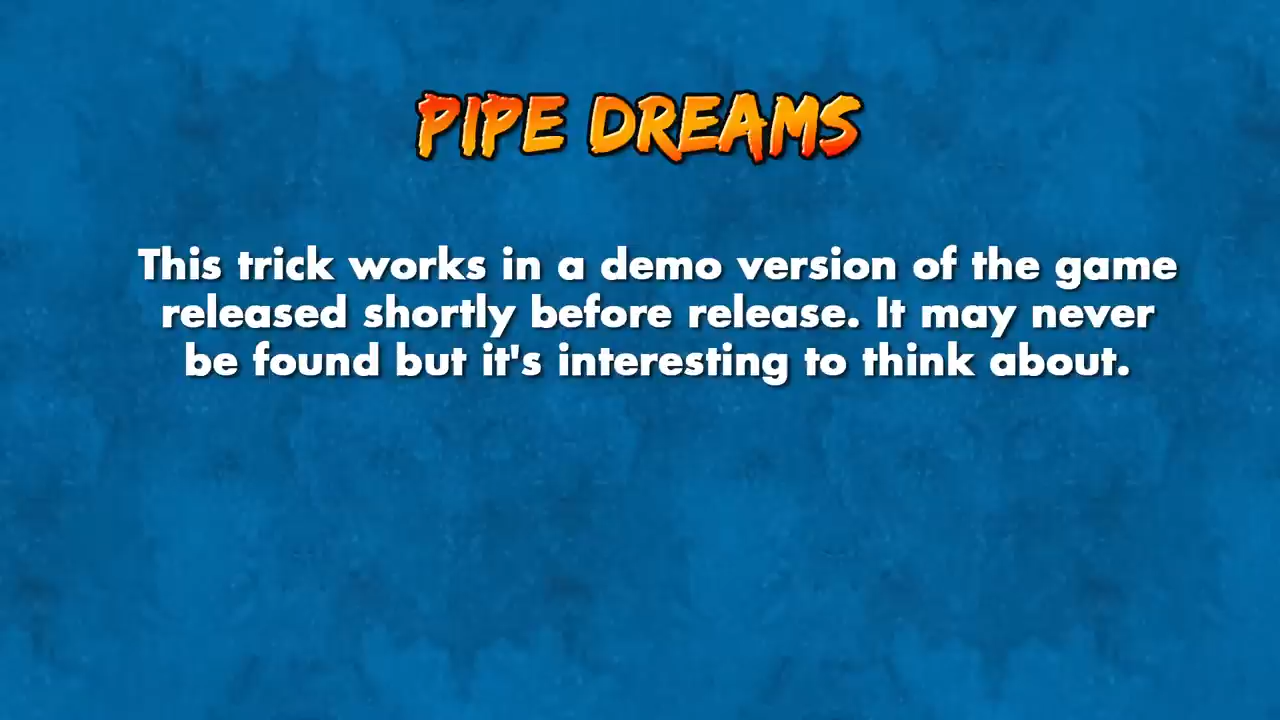 PIPE DREAMS
This trick works in a demo version of the game
released shortly before release. It may never
be found but it's interesting to think about.